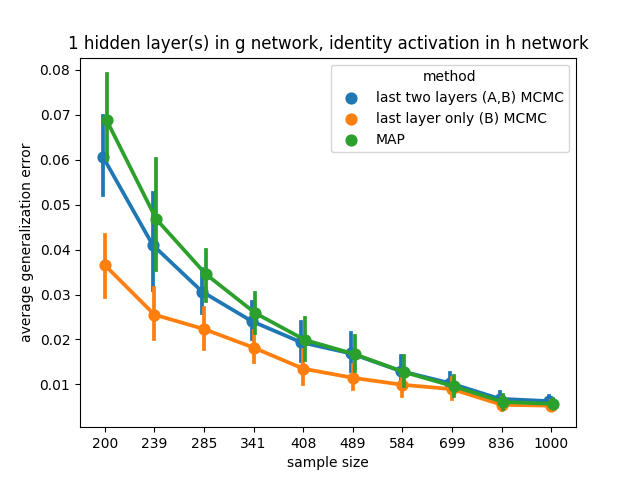 1 hidden layer(s) in g network, identity activation in h network
method
last two layers (A,B) MCMC
last layer only (B) MCMC
MAP
average generalization error
0.08
0.07
0.06
0.05
0.04
0.03
0.02
0.01
200 239 285 341 408 489 584 699 836 1000
sample size